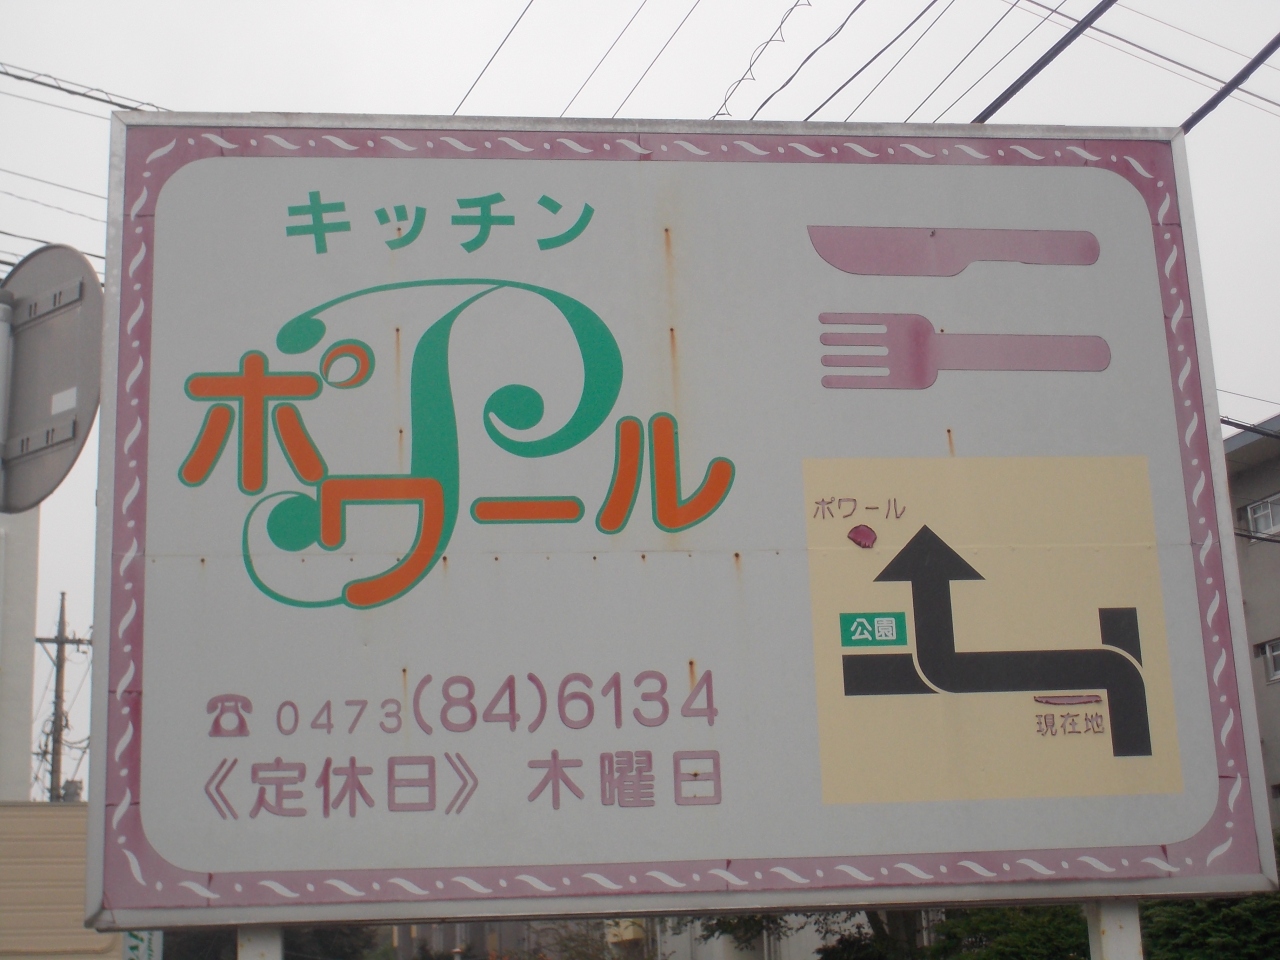 キッチン
P
ポワール
☎ 0473(84)6134
《定休日》 木曜日
ポワール
公園
現在地